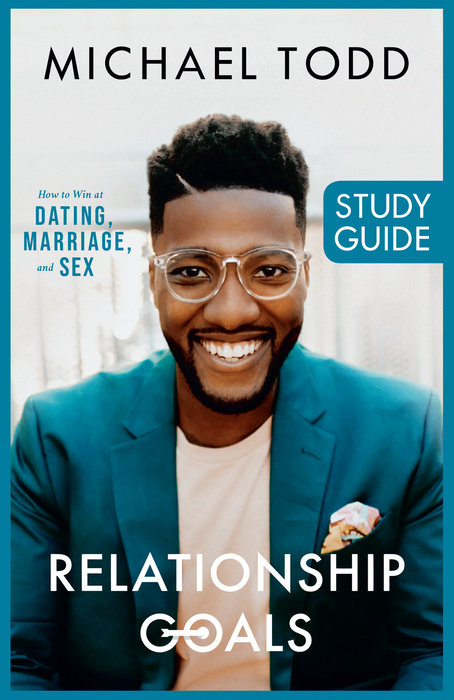 MICHAEL TODD
How to Win at
DATING,
MARRIAGE,
and SEX
STUDY
GUIDE
RELATIONSHIP
GOALS